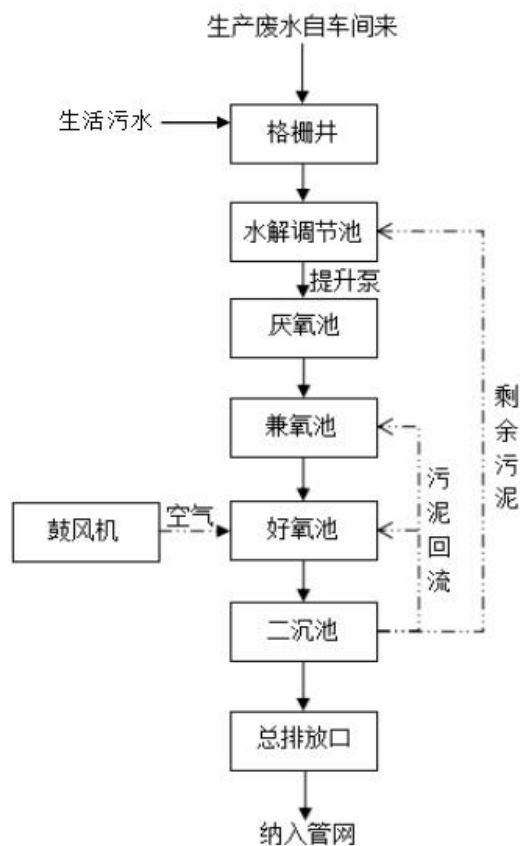 生产废水自车间来
生活污水
格栅井
水解调节池
提升泵
厌氧池
兼氧池
鼓风机
空气
好氧池
二沉池
总排放口
纳入管网
污泥回流
剩余污泥